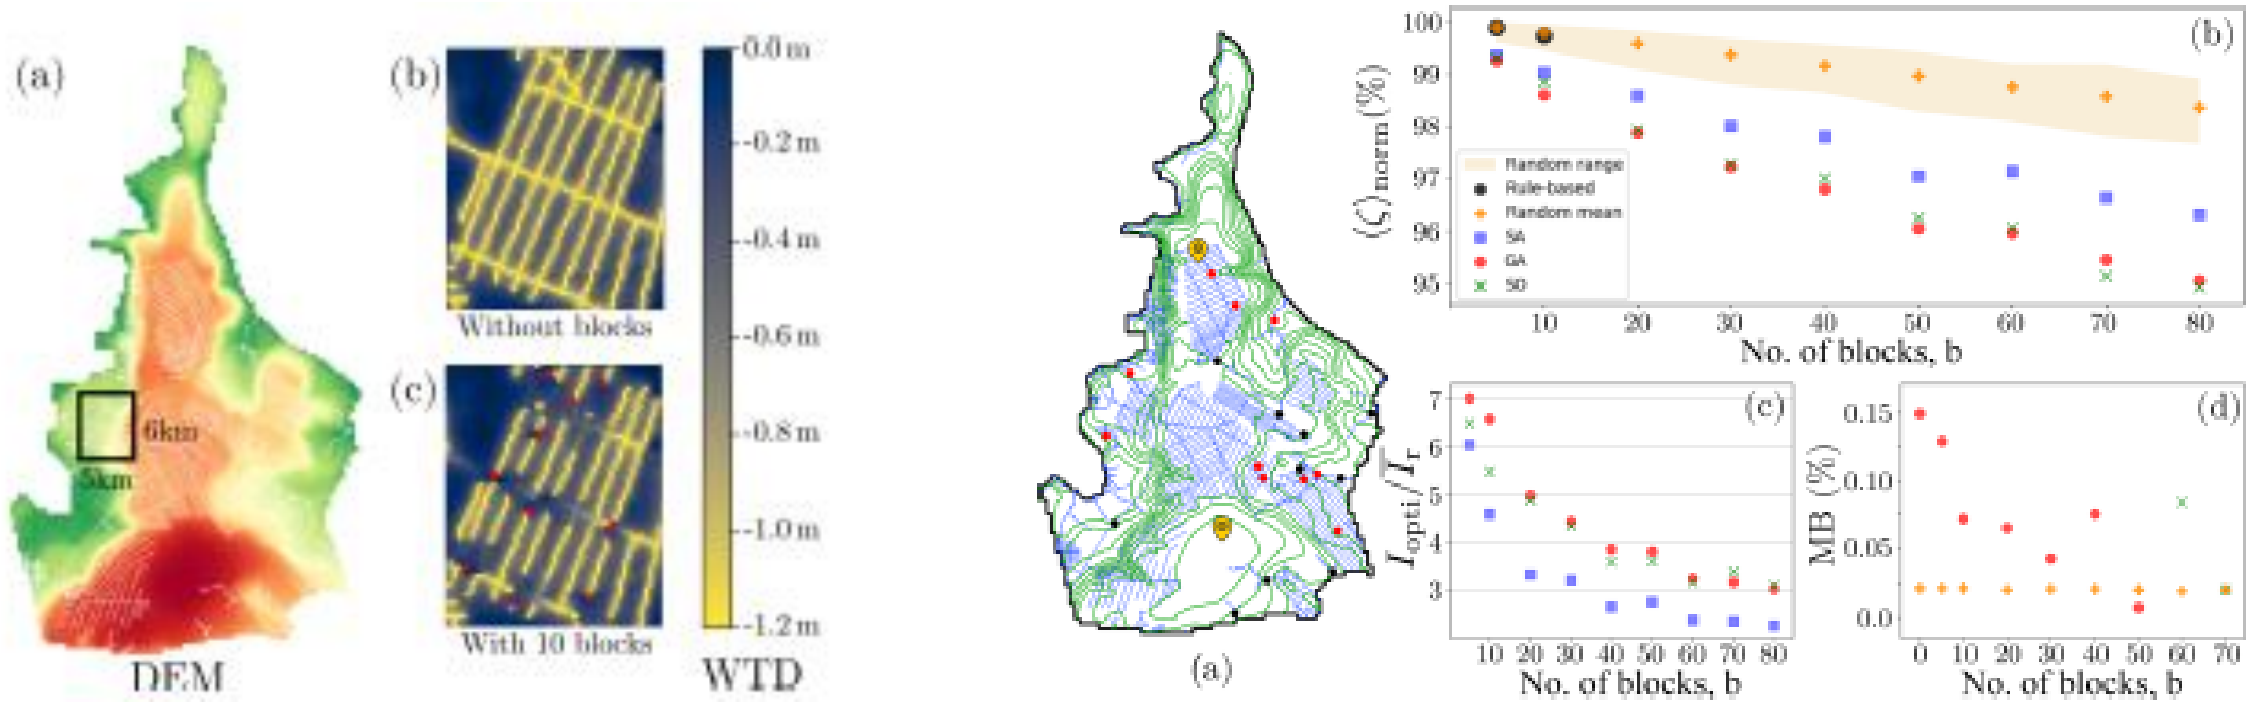 (a)
6km
5km
DEM
(b)
Without blocks
(c)
With 10 blocks
0.0 m
-0.2 m
-0.4 m
-0.6 m
-0.8 m
-1.0 m
-1.2 m
WTD
(a)
(b)
⟨ζ⟩norm(%)
100
99
98
97
96
95
Random range
Rule-based
Random mean
SA
GA
SO
10 20 30 40 50 60 70 80
No. of blocks, b
(c)
Iopti/Ir
7
6
5
4
3
10 20 30 40 50 60 70 80
No. of blocks, b
(d)
MB (%)
0.15
0.10
0.05
0.0
0 10 20 30 40 50 60 70
No. of blocks, b